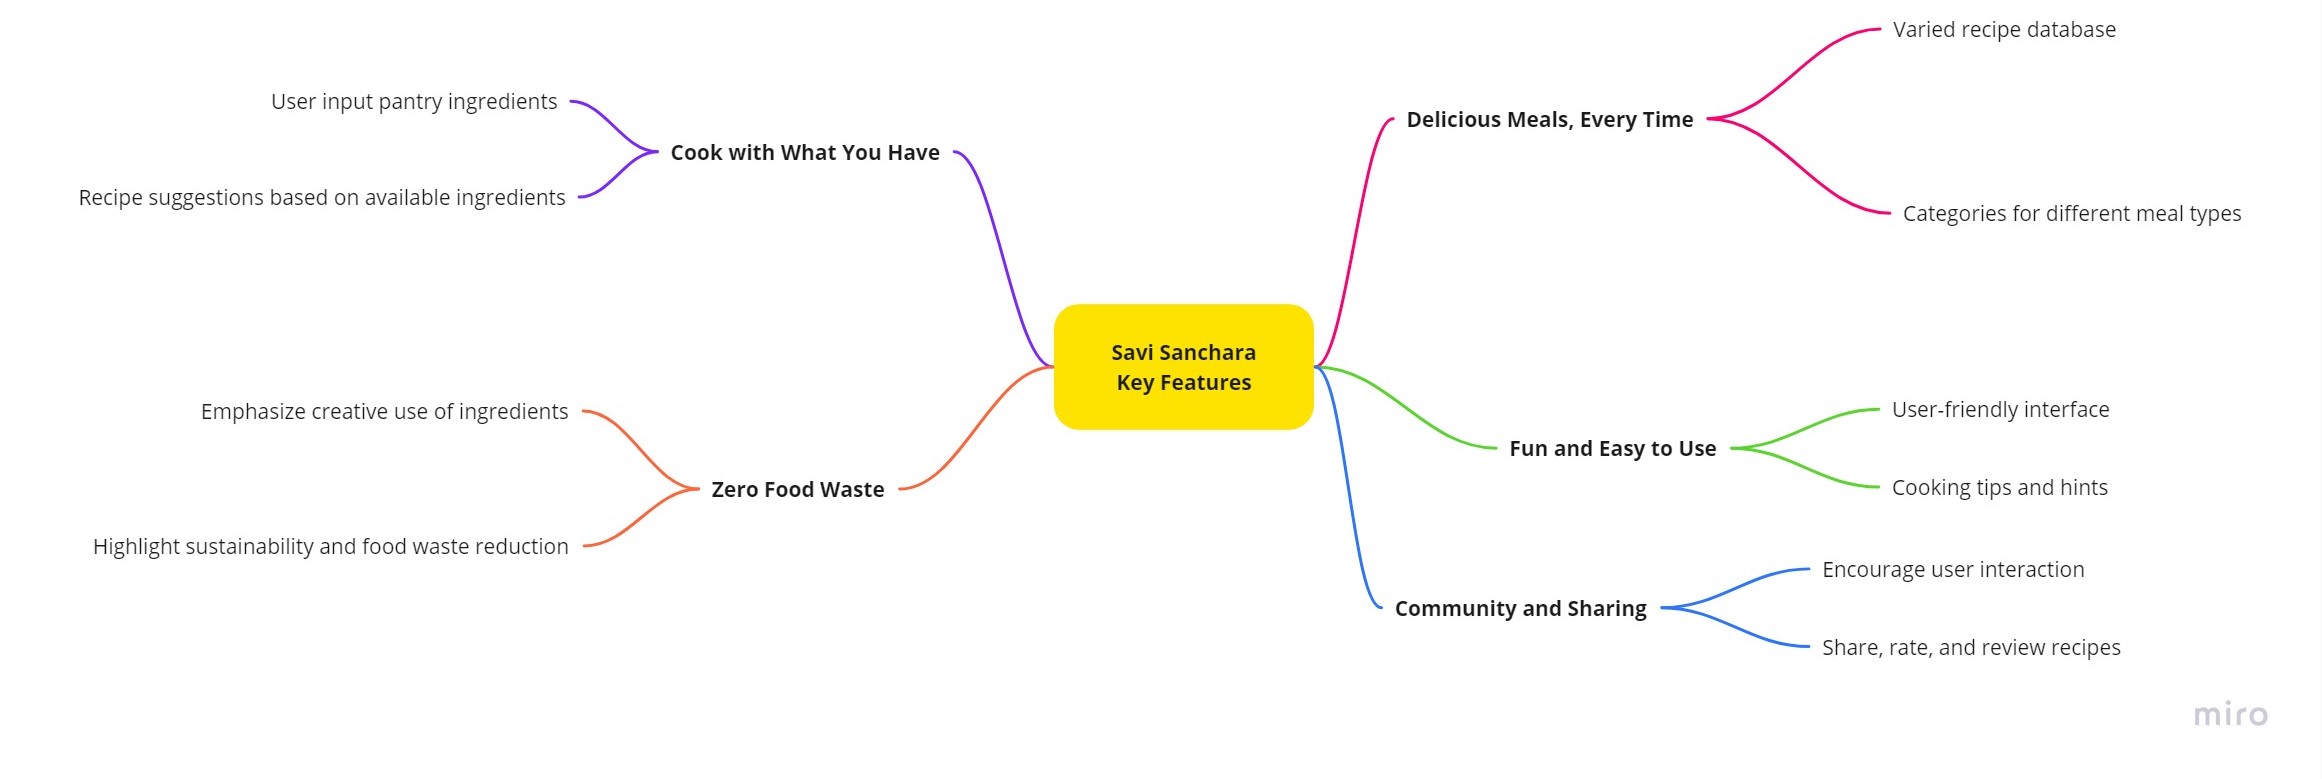 Savi Sanchara
Key Features
Cook with What You Have
User input pantry ingredients
Recipe suggestions based on available ingredients
Zero Food Waste
Emphasize creative use of ingredients
Highlight sustainability and food waste reduction
Delicious Meals, Every Time
Varied recipe database
Categories for different meal types
Fun and Easy to Use
User-friendly interface
Cooking tips and hints
Community and Sharing
Encourage user interaction
Share, rate, and review recipes
miro